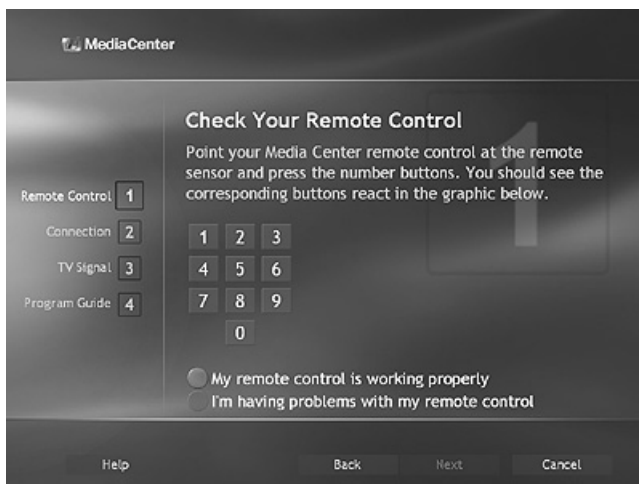 MediaCenter
Check Your Remote Control
Point your Media Center remote control at the remote
sensor and press the number buttons. You should see the
corresponding buttons react in the graphic below.
1
Remote Control 1
Connection 2
TV Signal 3
Program Guide 4
1 2 3
4 5 6
7 8 9
0
My remote control is working properly
I'm having problems with my remote control
Help Back Next Cancel